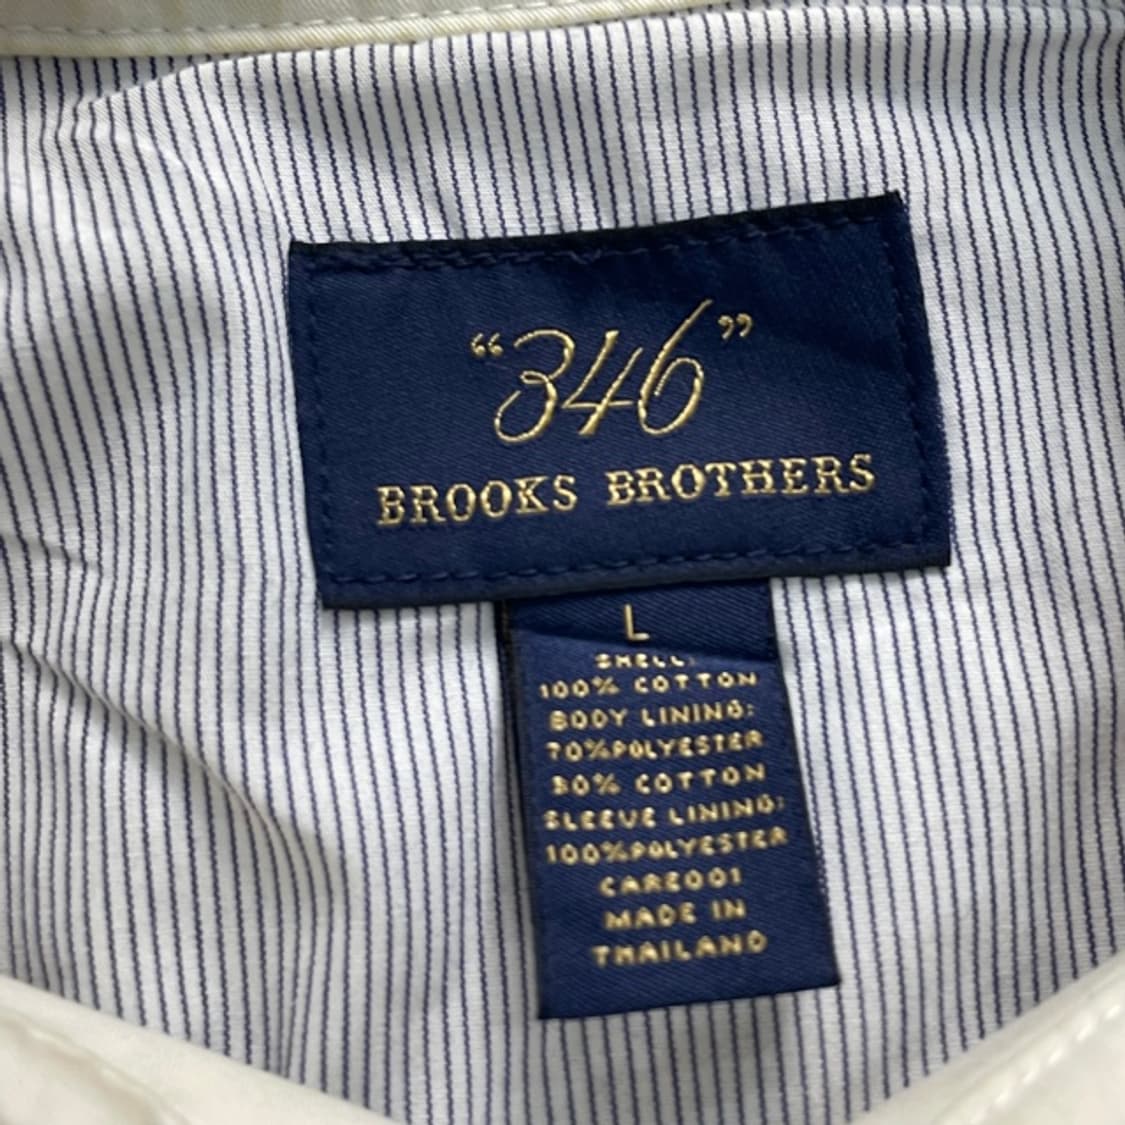 “346”
BROOKS BROTHERS
L
SHELL:
100% COTTON
BODY LINING:
70%POLYESTER
30% COTTON
SLEEVE LINING:
100%POLYESTER
CARE001
MADE IN
THAILAND